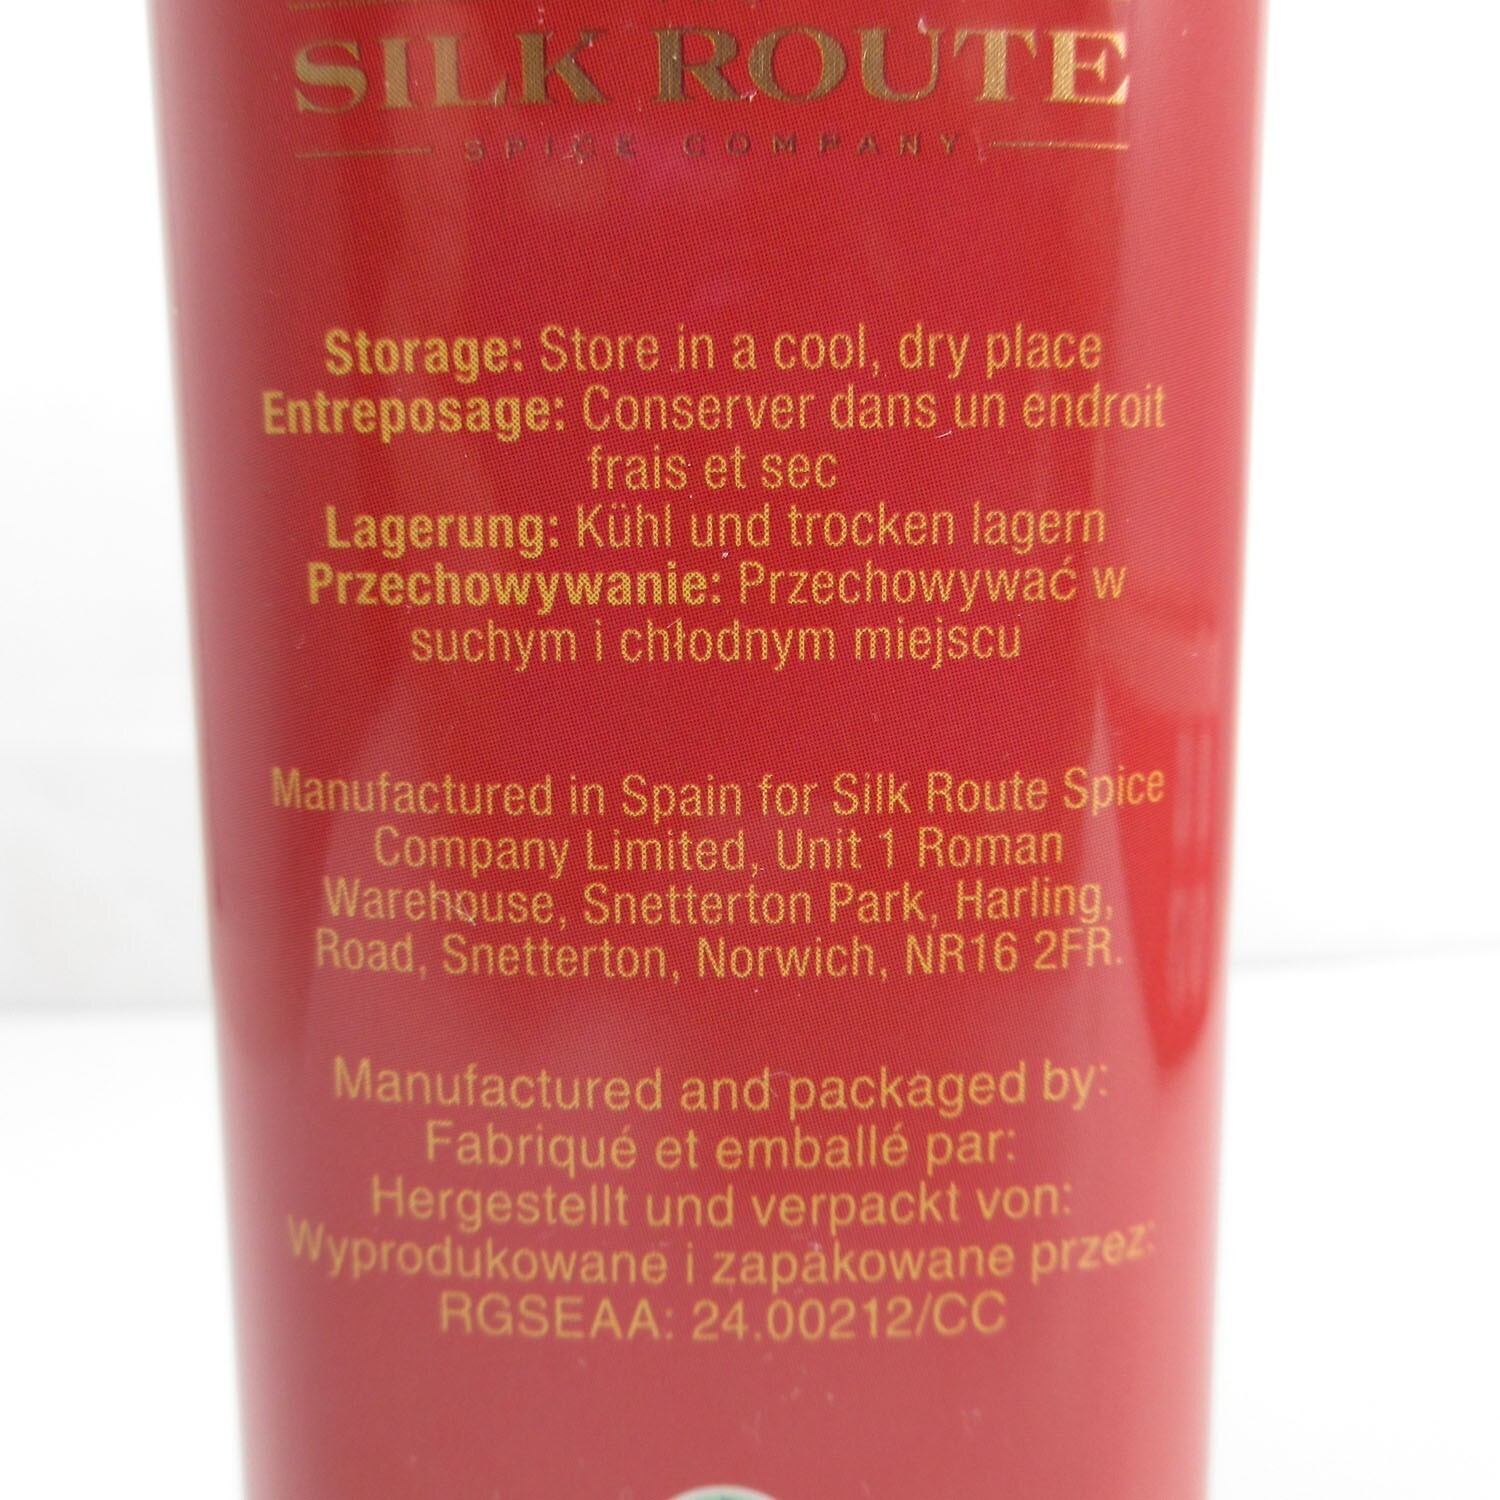 SILK ROUTE
SPICE COMPANY
Storage: Store in a cool, dry place
Entreposage: Conserver dans un endroit
frais et sec
Lagerung: Kühl und trocken lagern
Przechowywanie: Przechowywać w
suchym i chłodnym miejscu
Manufactured in Spain for Silk Route Spice
Company Limited, Unit 1 Roman
Warehouse, Snetterton Park, Harling,
Road, Snetterton, Norwich, NR16 2FR.
Manufactured and packaged by:
Fabriqué et emballé par:
Hergestellt und verpackt von:
Wyprodukowane i zapakowane przez:
RGSEAA: 24.00212/CC